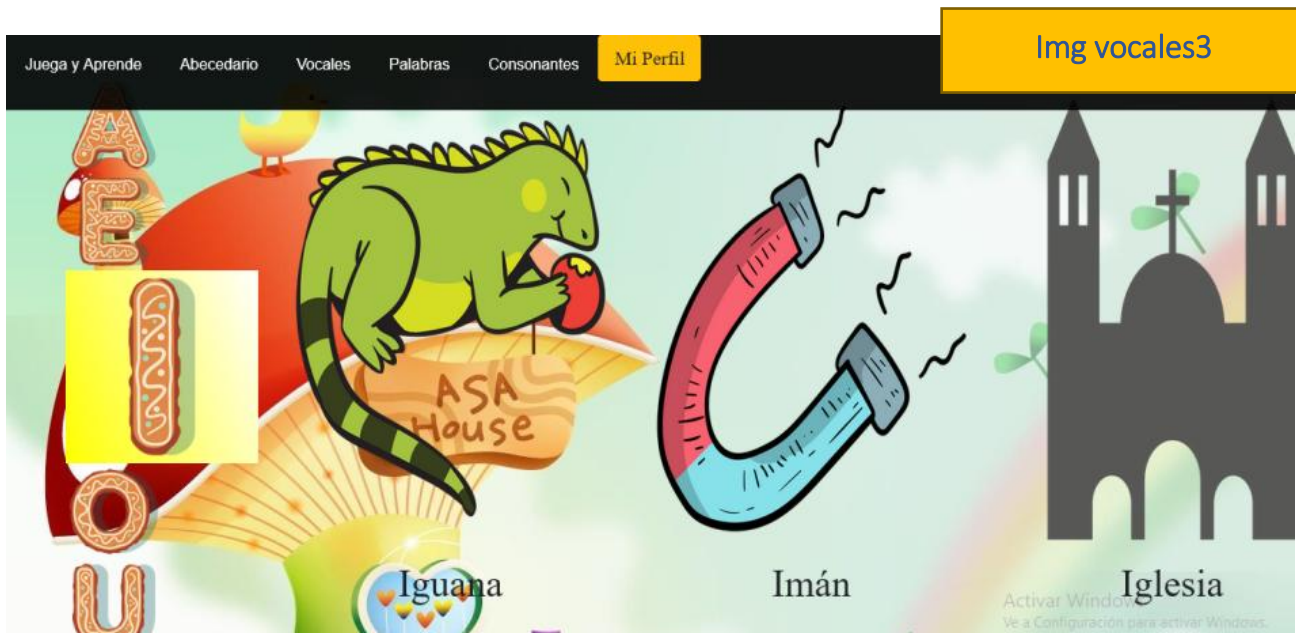 Img vocales3
Juega y Aprende Abecedario Vocales Palabras Consonantes Mi Perfil
A
E
I
O
U
ASA
House
Iguana Imán Iglesia
Activar Windows
Ve a Configuración para activar Windows.